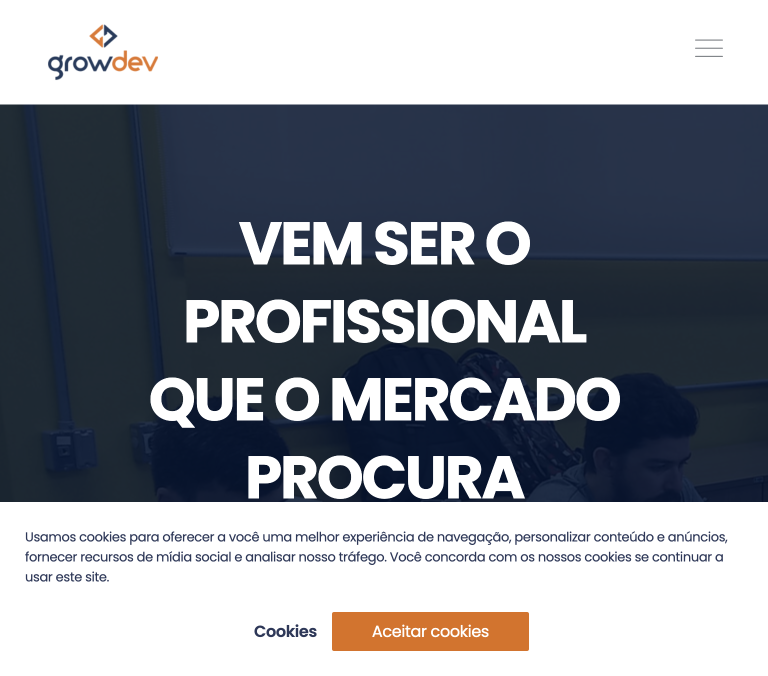 growdev
VEM SER O
PROFISSIONAL
QUE O MERCADO
PROCURA
Usamos cookies para oferecer a você uma melhor experiência de navegação, personalizar conteúdo e anúncios,
fornecer recursos de mídia social e analisar nosso tráfego. Você concorda com os nossos cookies se continuar a
usar este site.
Cookies
Aceitar cookies